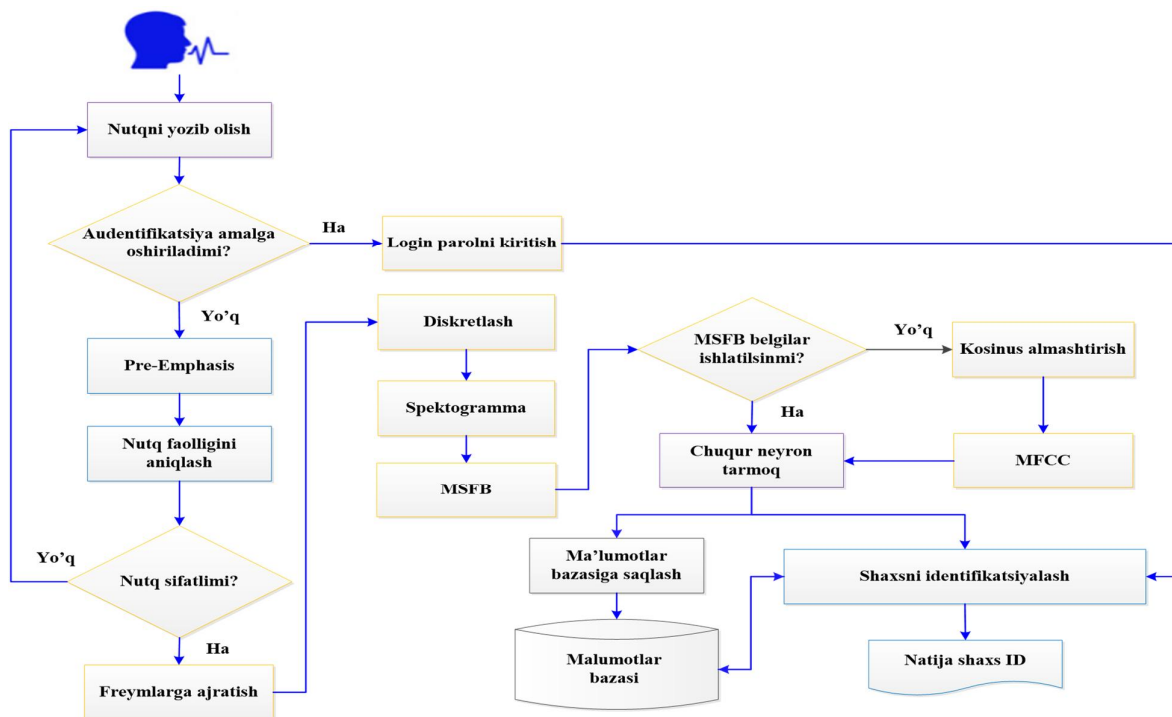 Nutqni yozib olish
Audentifikatsiya amalga
oshiriladimi?
Ha
Login parolni kiritish
Yo’q
Pre-Emphasis
Nutq faolligini
aniqlash
Nutq sifatlimi?
Yo’q
Ha
Freymlarga ajratish
Diskretlash
Spektogramma
MSFB
MSFB belgilar
ishlatilsinmi?
Yo’q
Kosinus almashtirish
Ha
MFCC
Chuqur neyron
tarmoq
Ma’lumotlar
bazasiga saqlash
Malumotlar
bazasi
Shaxsni identifikatsiyalash
Natija shaxs ID